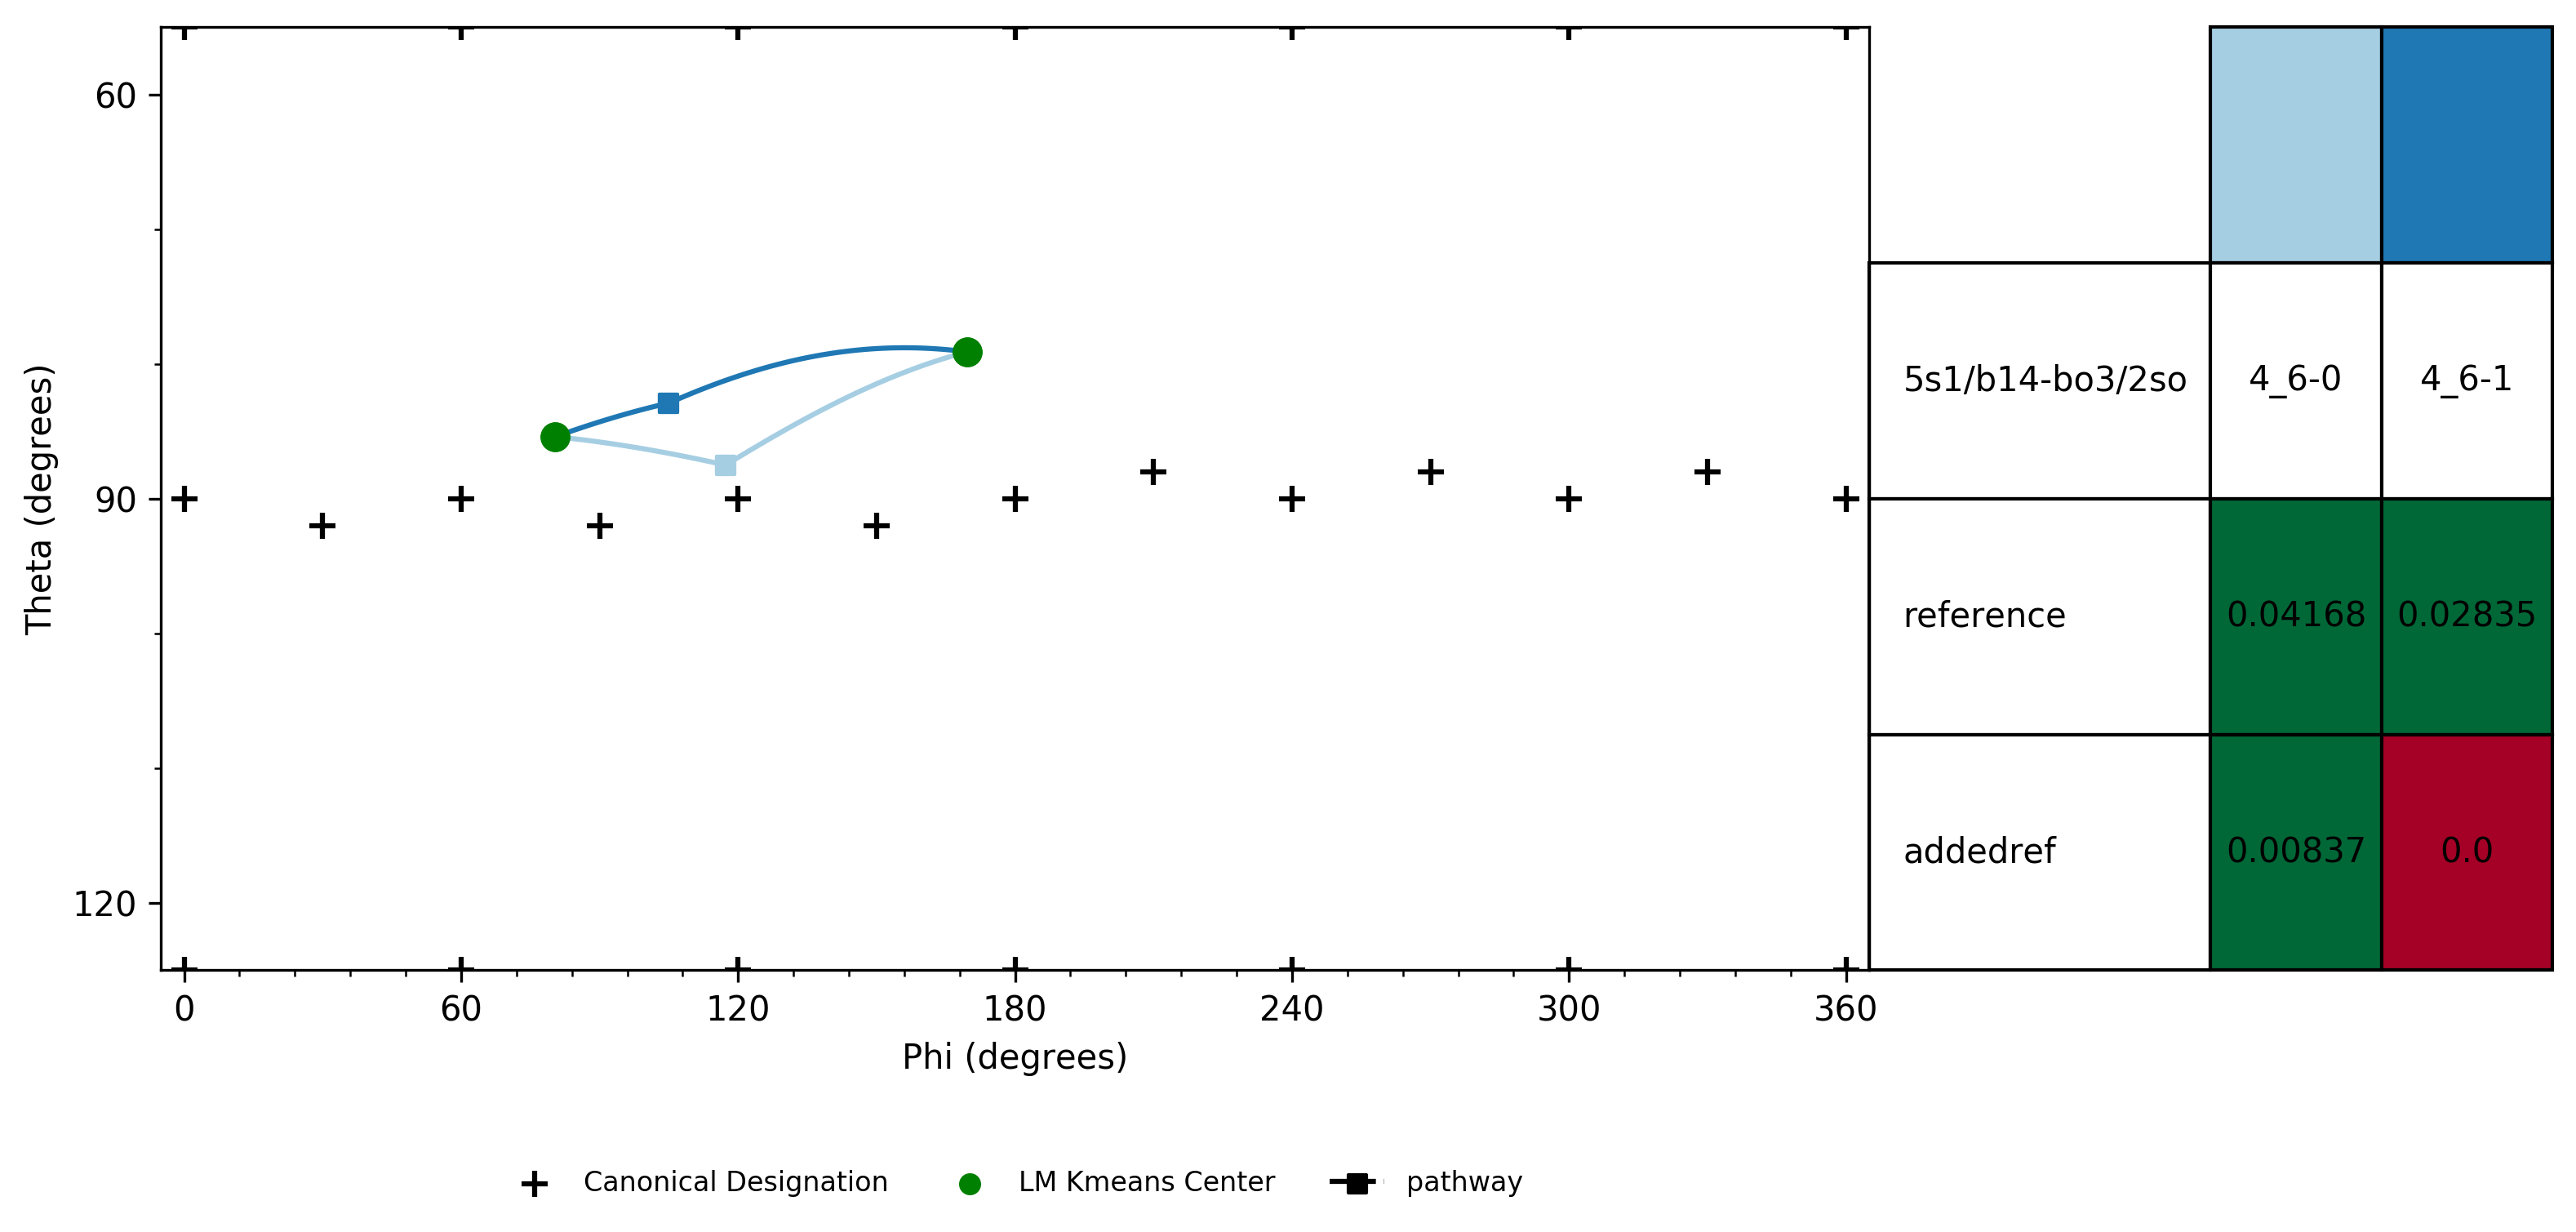 60
90
120
Theta (degrees)
0 60 120 180 240 300 360
Phi (degrees)
5s1/b14-bo3/2so 4_6-0 4_6-1
reference 0.04168 0.02835
addedref 0.00837 0.0
Canonical Designation LM Kmeans Center pathway